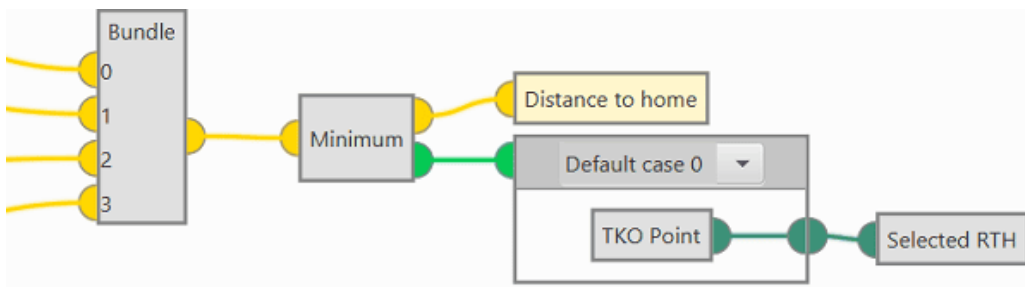 Bundle
0
1
2
3
Minimum
Distance to home
Default case 0
TKO Point
Selected RTH